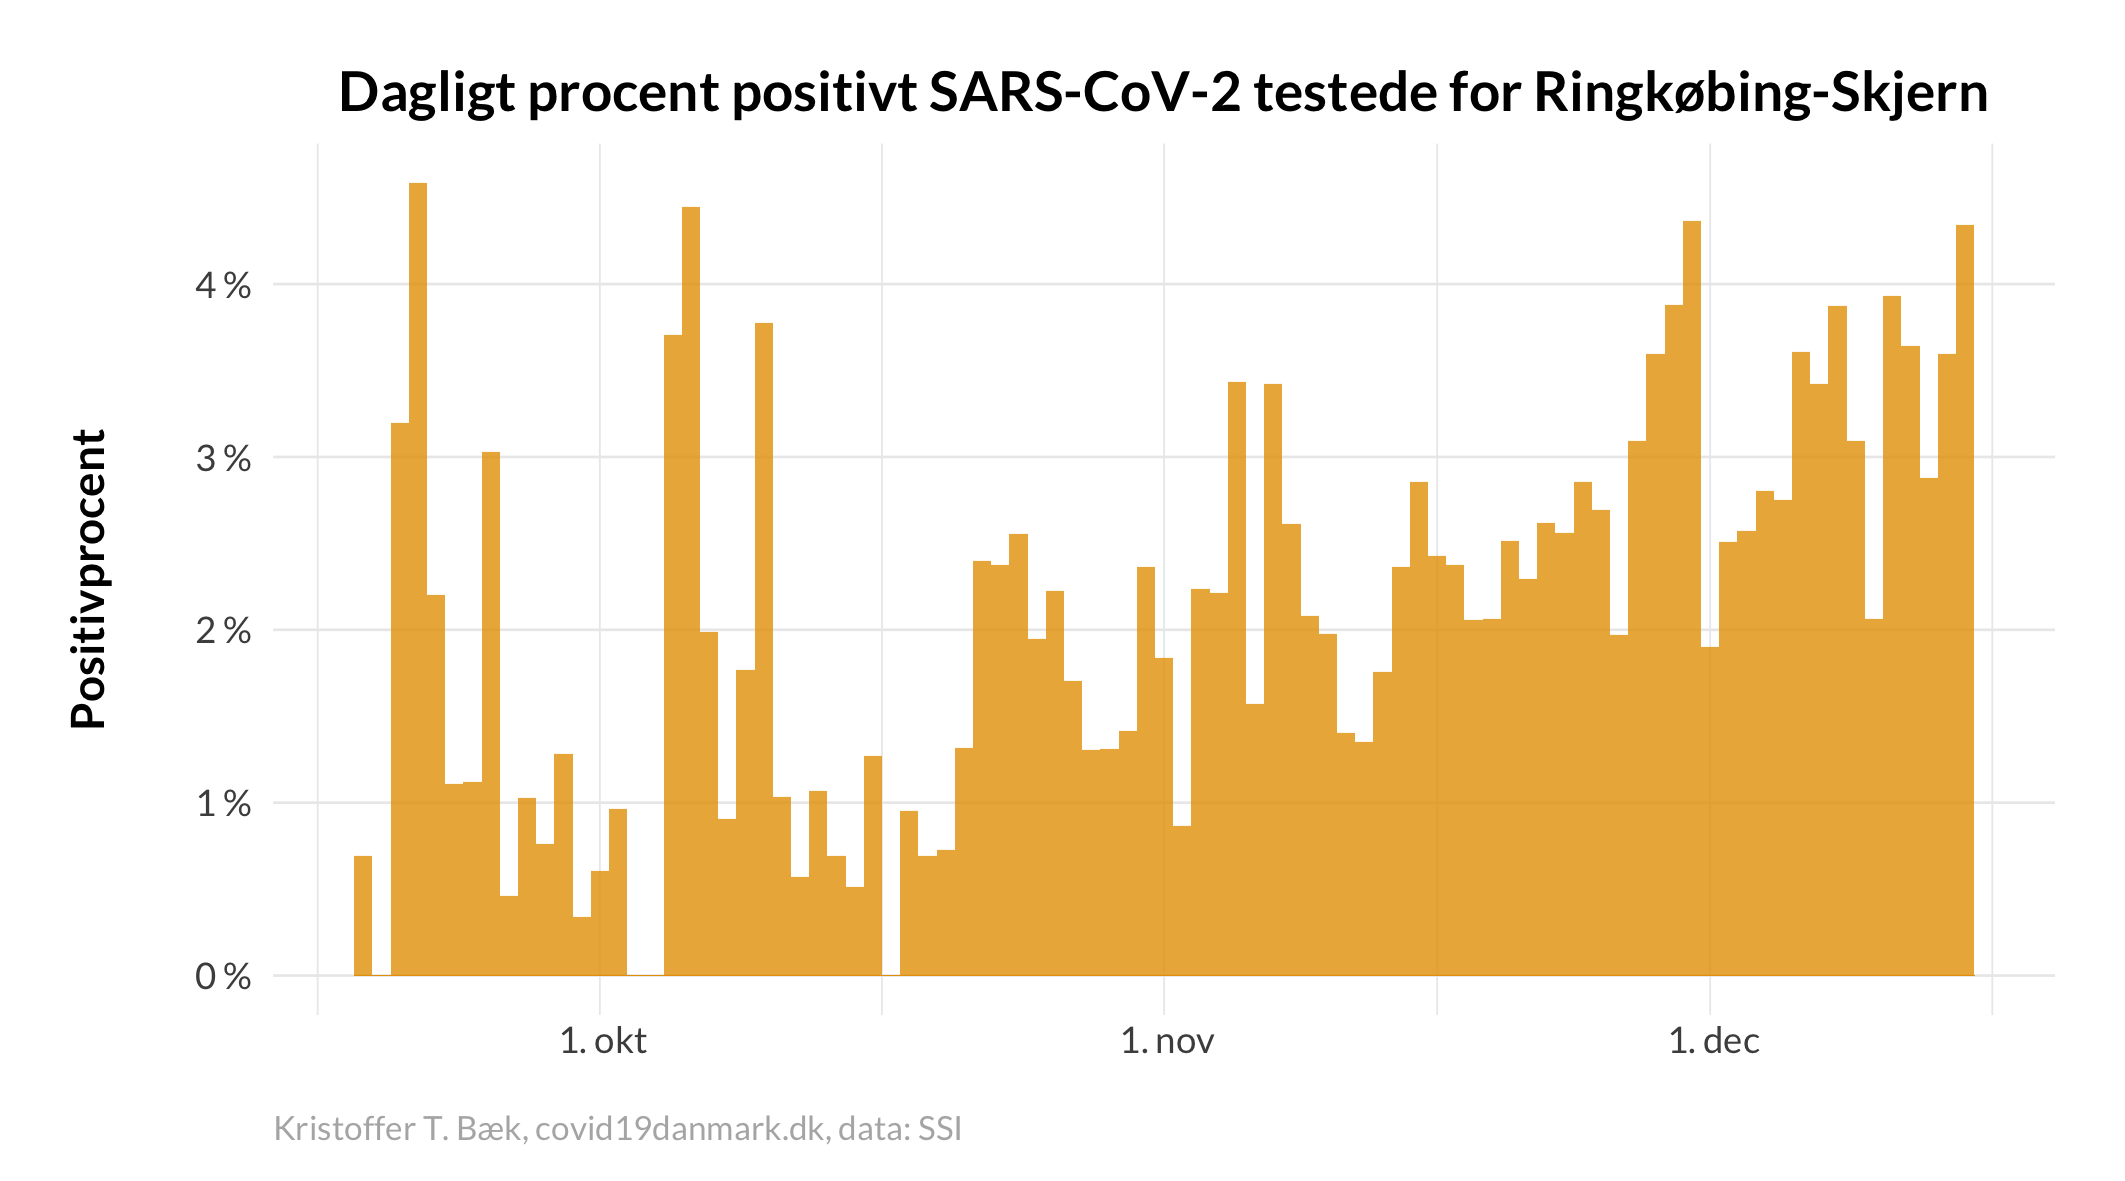 Dagligt procent positivt SARS-CoV-2 testede for Ringkøbing-Skjern
Positivprocent
4 %
3 %
2 %
1 %
0 %
1. okt
1. nov
1. dec
Kristoffer T. Bæk, covid19danmark.dk, data: SSI